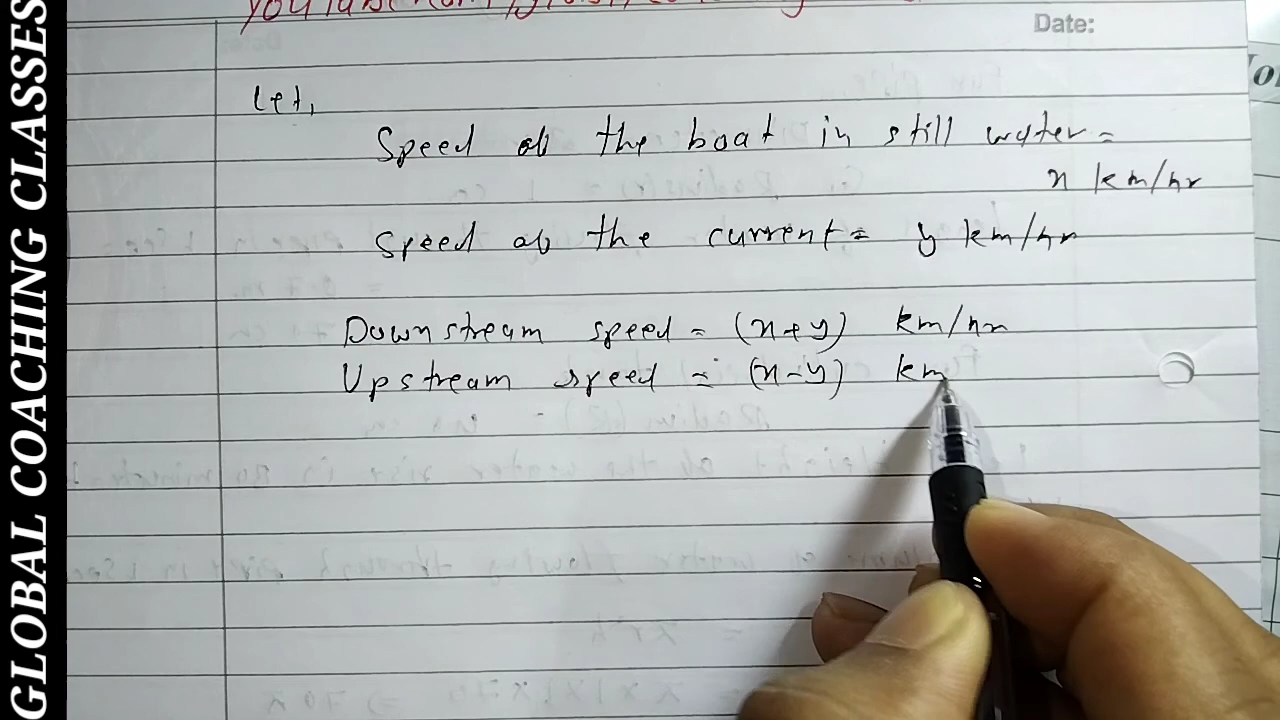 GLOBAL COACHING CLASSES
Date:
Let,
Speed of the boat in still water =
x km/hr
Speed of the current = y km/hr
Downstream speed = (x+y) km/hr
Upstream speed = (x-y) km